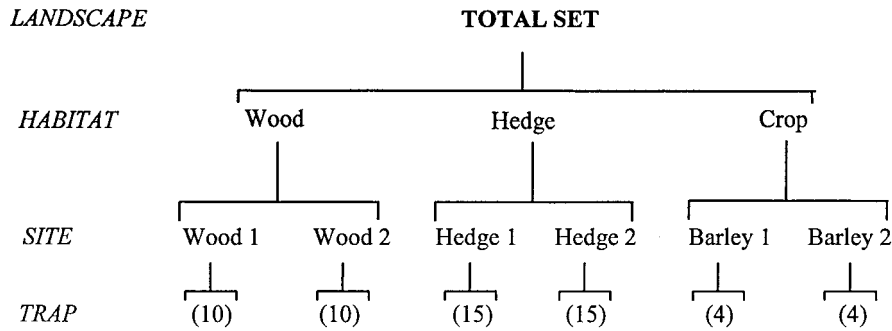 LANDSCAPE TOTAL SET
HABITAT Wood Hedge Crop
SITE Wood 1 Wood 2 Hedge 1 Hedge 2 Barley 1 Barley 2
TRAP (10) (10) (15) (15) (4) (4)